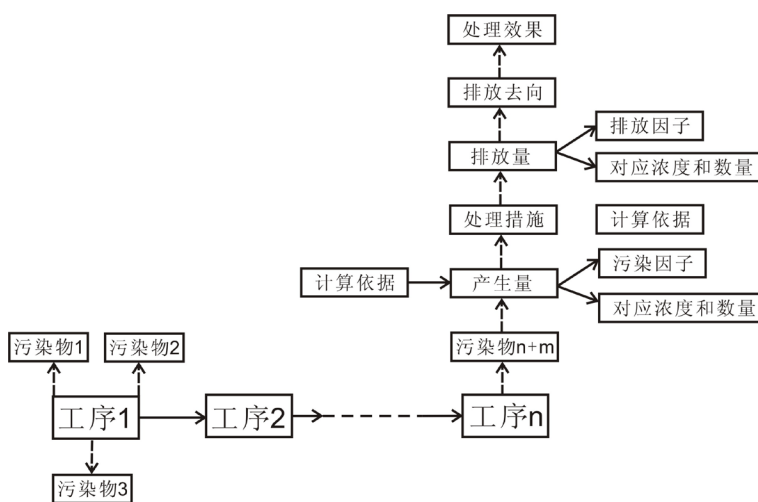 处理效果
排放去向
排放因子
排放量
对应浓度和数量
处理措施
计算依据
污染因子
计算依据
产生量
对应浓度和数量
污染物1
污染物2
污染物n+m
工序1
工序2
工序n
污染物3